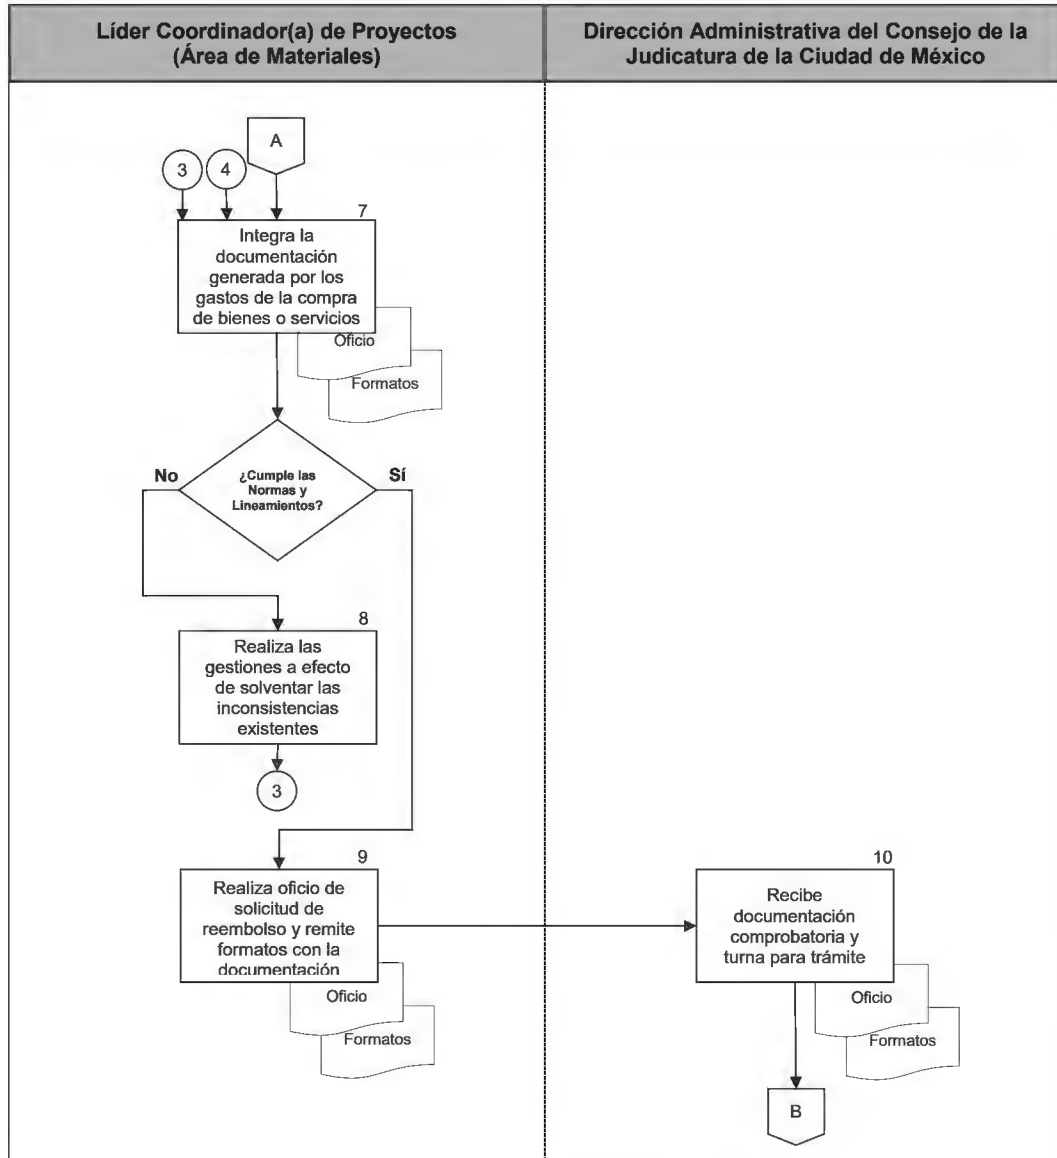 Líder Coordinador(a) de Proyectos
(Área de Materiales)
Dirección Administrativa del Consejo de la
Judicatura de la Ciudad de México
A
3
4
7
Integra la
documentación
generada por los
gastos de la compra
de bienes o servicios
Oficio
Formatos
¿Cumple las
Normas y
Lineamientos?
No
Sí
8
Realiza las
gestiones a efecto
de solventar las
inconsistencias
existentes
3
9
Realiza oficio de
solicitud de
reembolso y remite
formatos con la
documentación
Oficio
Formatos
10
Recibe
documentación
comprobatoria y
turna para trámite
Oficio
Formatos
B